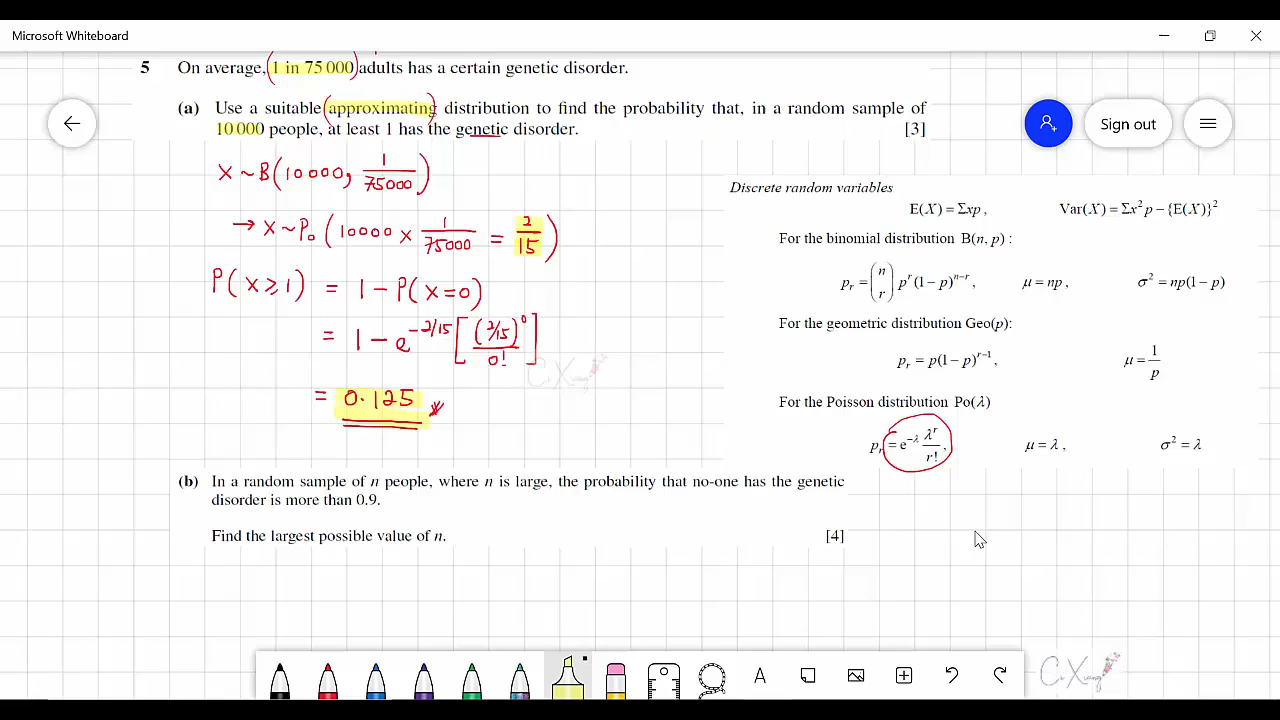 Microsoft Whiteboard
5 On average, (1 in 75 000) adults has a certain genetic disorder.
(a) Use a suitable (approximating) distribution to find the probability that, in a random sample of
10 000 people, at least 1 has the genetic disorder. [3]
Sign out
X ~ B(10000, 1/75000)
→ X ~ Po (10000 × 1/75000 = 2/15)
P(X ≥ 1) = 1 − P(X = 0)
= 1 − e^(−2/15) [(2/15)^0 / 0!]
= 0.125
Discrete random variables
E(X) = Σxp, Var(X) = Σx²p − {E(X)}²
For the binomial distribution B(n, p) :
pᵣ = (n r) pʳ(1 − p)ⁿ⁻ʳ, μ = np, σ² = np(1 − p)
For the geometric distribution Geo(p):
pᵣ = p(1 − p)ʳ⁻¹, μ = 1/p
For the Poisson distribution Po(λ)
pᵣ = e^(−λ) λʳ/r!, μ = λ, σ² = λ
(b) In a random sample of n people, where n is large, the probability that no-one has the genetic
disorder is more than 0.9.
Find the largest possible value of n. [4]
A